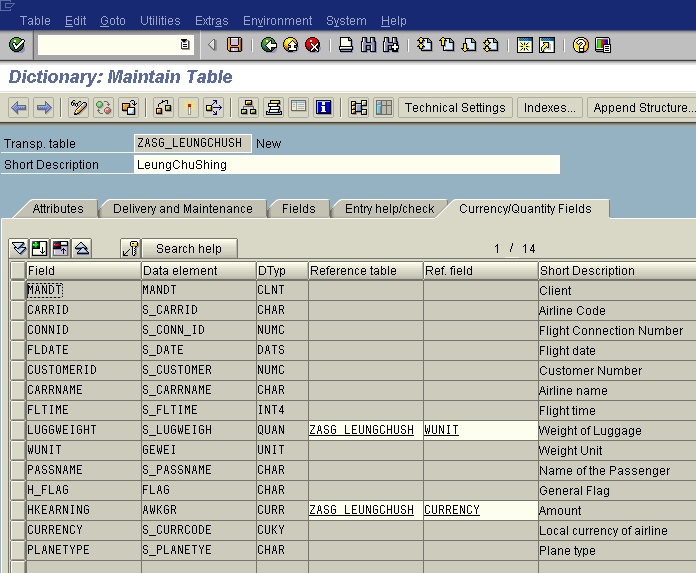 Table Edit Goto Utilities Extras Environment System Help
Dictionary: Maintain Table
Technical Settings Indexes... Append Structure...
Transp. table ZASG_LEUNGCHUSH New
Short Description LeungChuShing
Attributes Delivery and Maintenance Fields Entry help/check Currency/Quantity Fields
Search help 1 / 14
Field Data element DTyp Reference table Ref. field Short Description
MANDT MANDT CLNT Client
CARRID S_CARRID CHAR Airline Code
CONNID S_CONN_ID NUMC Flight Connection Number
FLDATE S_DATE DATS Flight date
CUSTOMERID S_CUSTOMER NUMC Customer Number
CARRNAME S_CARRNAME CHAR Airline name
FLTIME S_FLTIME INT4 Flight time
LUGGWEIGHT S_LUGWEIGH QUAN ZASG_LEUNGCHUSH WUNIT Weight of Luggage
WUNIT GEWEI UNIT Weight Unit
PASSNAME S_PASSNAME CHAR Name of the Passenger
H_FLAG FLAG CHAR General Flag
HKEARNING AWKGR CURR ZASG_LEUNGCHUSH CURRENCY Amount
CURRENCY S_CURRCODE CUKY Local currency of airline
PLANETYPE S_PLANETYE CHAR Plane type